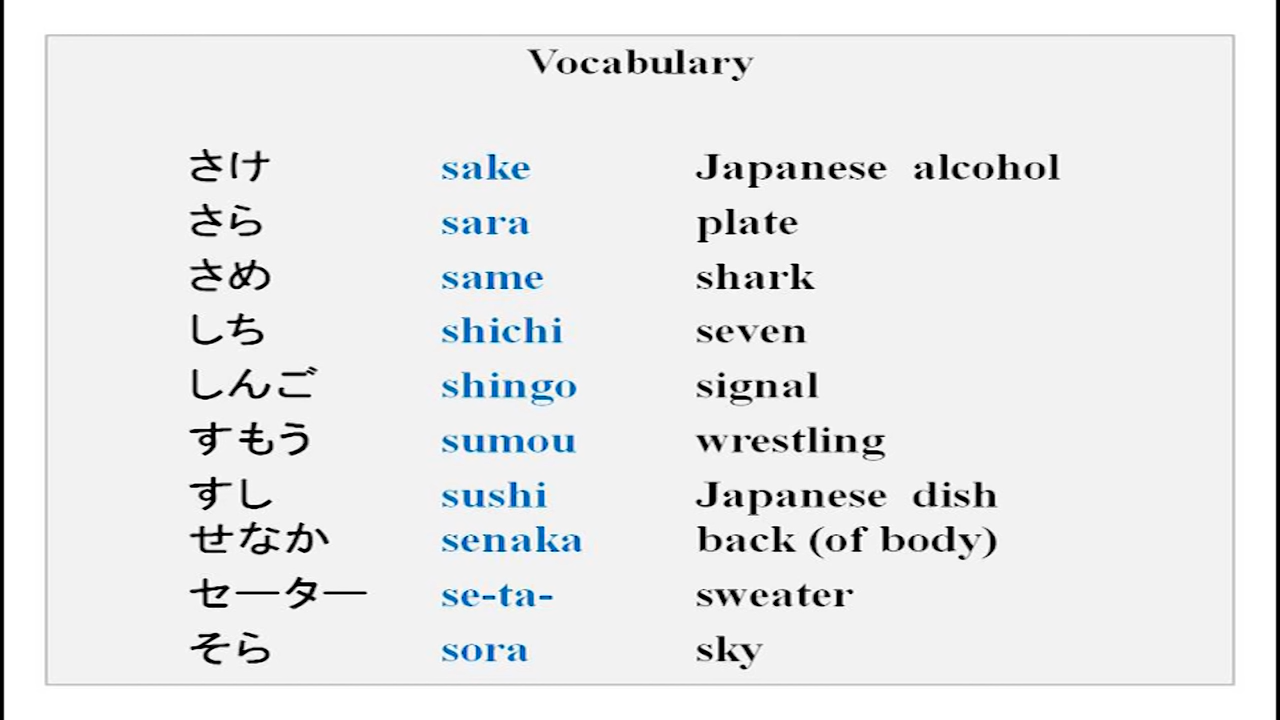 Vocabulary
さけ sake Japanese alcohol
さら sara plate
さめ same shark
しち shichi seven
しんご shingo signal
すもう sumou wrestling
すし sushi Japanese dish
せなか senaka back (of body)
セーター se-ta- sweater
そら sora sky